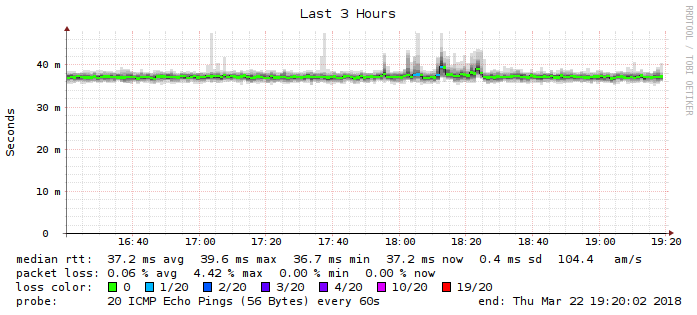 Last 3 Hours
RRDTOOL / TOBI OETIKER
Seconds
40 m
30 m
20 m
10 m
0
16:40 17:00 17:20 17:40 18:00 18:20 18:40 19:00 19:20
median rtt: 37.2 ms avg 39.6 ms max 36.7 ms min 37.2 ms now 0.4 ms sd 104.4 am/s
packet loss: 0.06 % avg 4.42 % max 0.00 % min 0.00 % now
loss color: 0 1/20 2/20 3/20 4/20 10/20 19/20
probe: 20 ICMP Echo Pings (56 Bytes) every 60s end: Thu Mar 22 19:20:02 2018